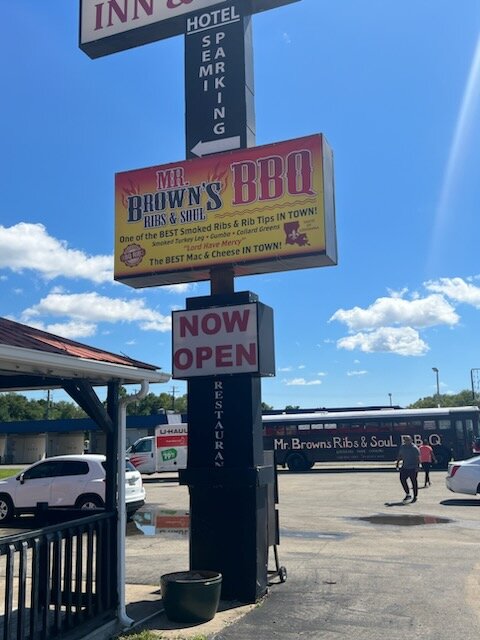 INN &
HOTEL
SEMI
PARKING
MR.
BROWN'S
RIBS & SOUL
BBQ
One of the BEST Smoked Ribs & Rib Tips IN TOWN!
Smoked Turkey Leg • Gumbo • Collard Greens
"Lord Have Mercy"
The BEST Mac & Cheese IN TOWN!
NOW
OPEN
RESTAURAN
U-HAUL
Mr. Browns Ribs & Soul B B Q